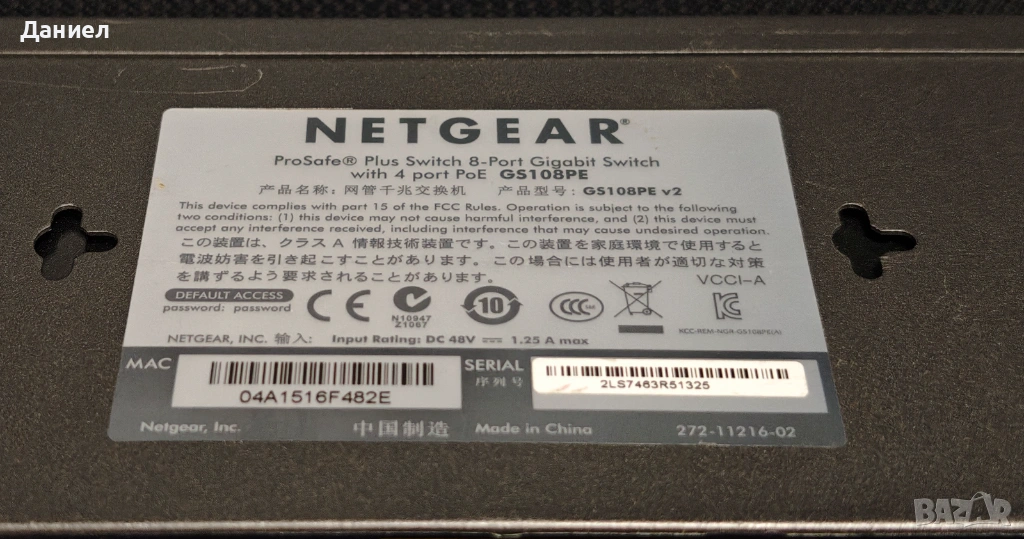 Даниел
NETGEAR®
ProSafe® Plus Switch 8-Port Gigabit Switch
with 4 port PoE GS108PE
产品名称: 网管千兆交换机 产品型号: GS108PE v2
This device complies with part 15 of the FCC Rules. Operation is subject to the following
two conditions: (1) this device may not cause harmful interference, and (2) this device must
accept any interference received, including interference that may cause undesired operation.
この装置は、クラス A 情報技術装置です。この装置を家庭環境で使用すると
電波妨害を引き起こすことがあります。この場合には使用者が適切な対策
を講ずるよう要求されることがあります。 VCCI-A
DEFAULT ACCESS
password: password
N10947
Z1067
10
CCC
KCC-REM-NGR-GS108PE(A)
NETGEAR, INC. 输入: Input Rating: DC 48V ⎓ 1.25 A max
MAC
04A1516F482E
SERIAL
序列号
2LS7463R51325
Netgear, Inc. 中国制造 Made in China 272-11216-02
BAZAR